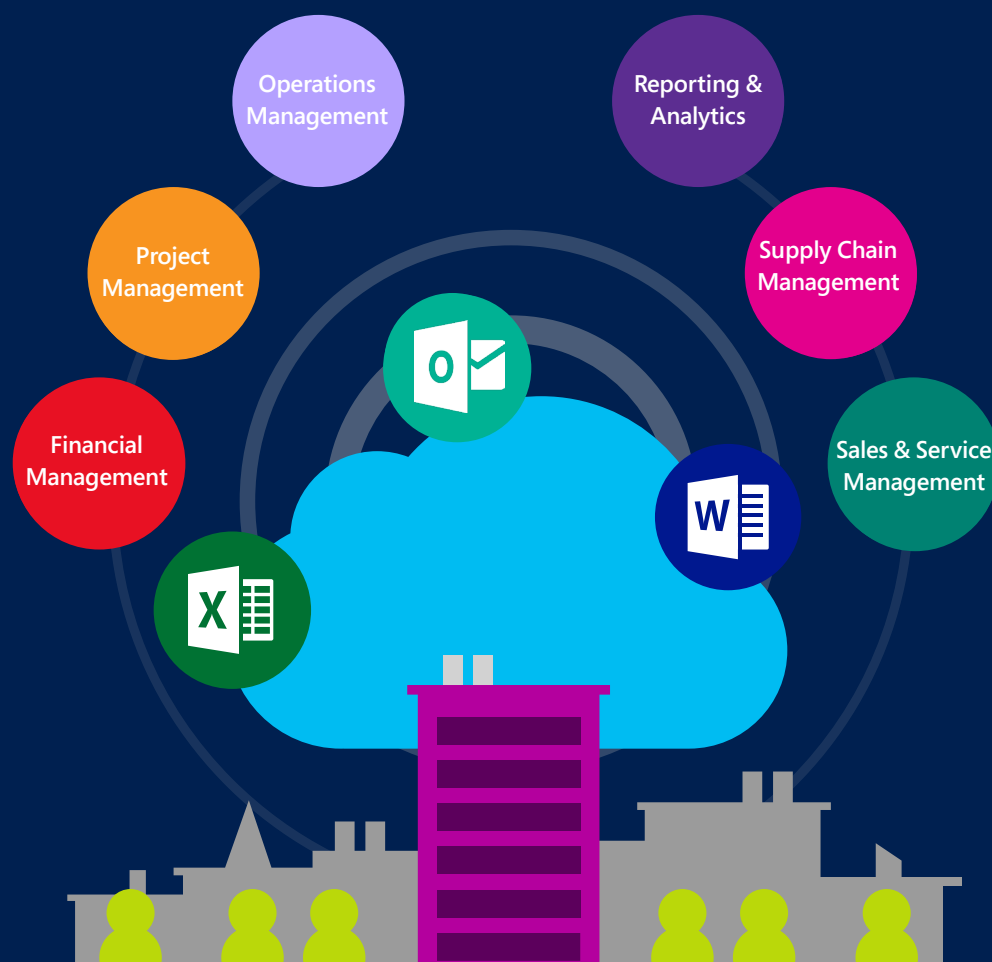 Operations
Management
Reporting &
Analytics
Project
Management
Supply Chain
Management
Financial
Management
Sales & Service
Management
O
W
X